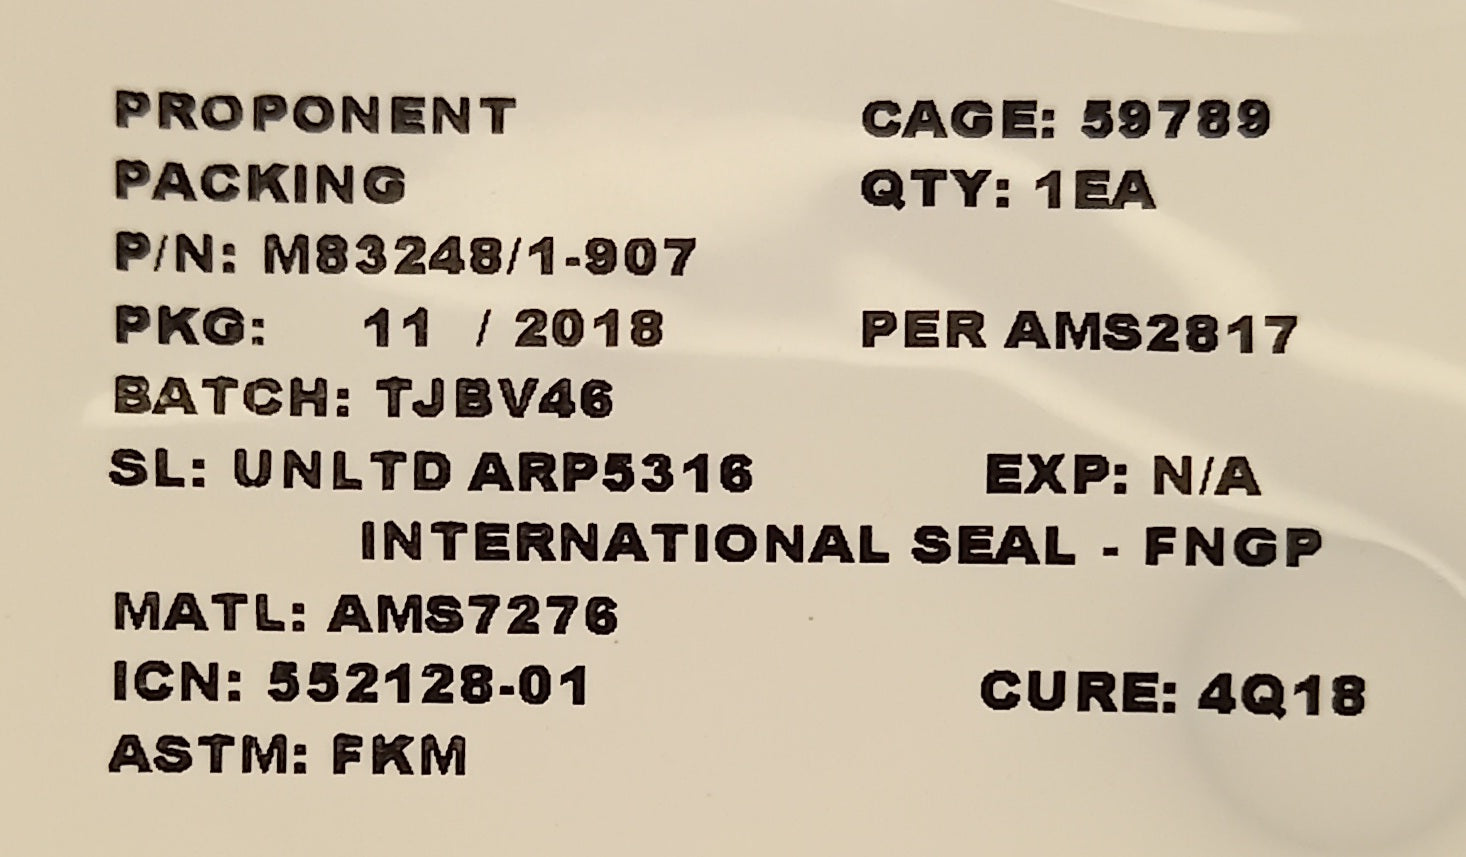 PROPONENT CAGE: 59789
PACKING QTY: 1EA
P/N: M83248/1-907
PKG: 11 / 2018 PER AMS2817
BATCH: TJBV46
SL: UNLTD ARP5316 EXP: N/A
INTERNATIONAL SEAL - FNGP
MATL: AMS7276
ICN: 552128-01 CURE: 4Q18
ASTM: FKM